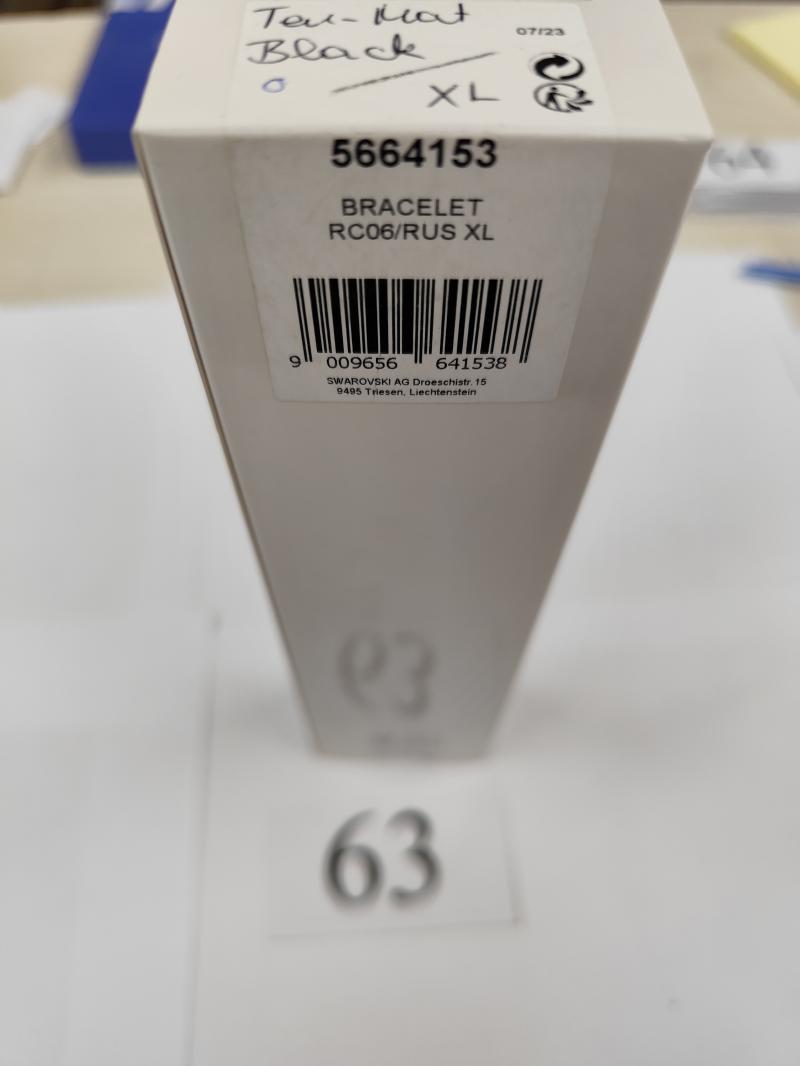 Ten-Mat
07/23
Black
XL
5664153
BRACELET
RC06/RUS XL
9 009656 641538
SWAROVSKI AG Droeschistr. 15
9495 Triesen, Liechtenstein
63